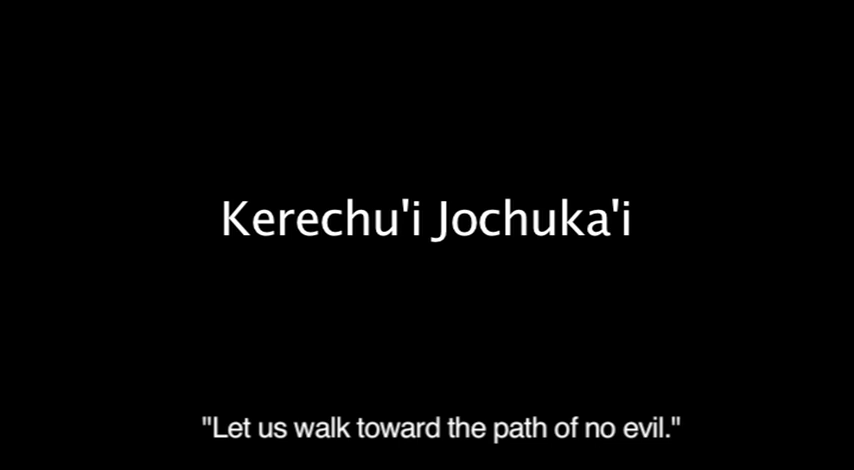 Kerechu'i Jochuka'i
"Let us walk toward the path of no evil."